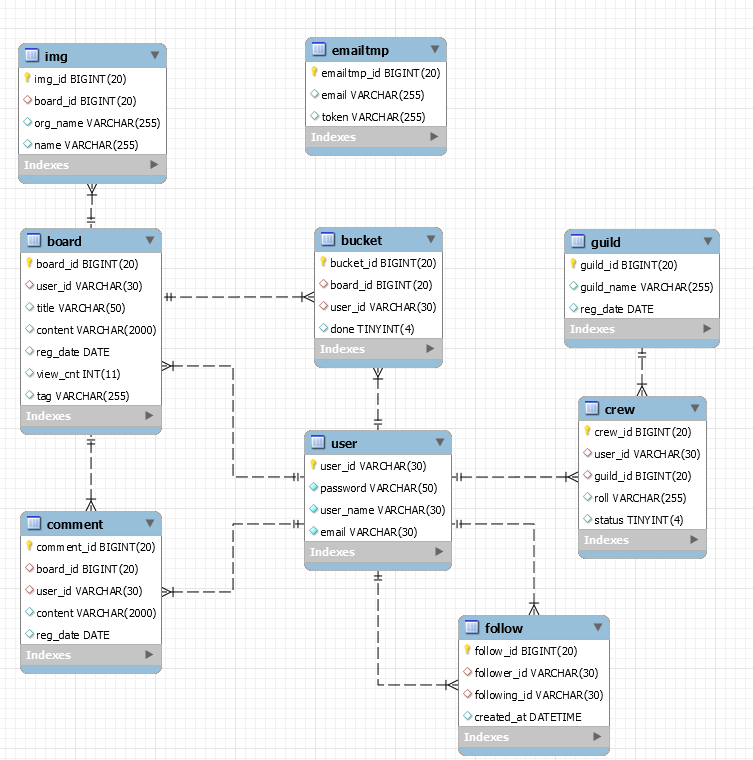 img
img_id BIGINT(20)
board_id BIGINT(20)
org_name VARCHAR(255)
name VARCHAR(255)
Indexes
emailtmp
emailtmp_id BIGINT(20)
email VARCHAR(255)
token VARCHAR(255)
Indexes
board
board_id BIGINT(20)
user_id VARCHAR(30)
title VARCHAR(50)
content VARCHAR(2000)
reg_date DATE
view_cnt INT(11)
tag VARCHAR(255)
Indexes
bucket
bucket_id BIGINT(20)
board_id BIGINT(20)
user_id VARCHAR(30)
done TINYINT(4)
Indexes
guild
guild_id BIGINT(20)
guild_name VARCHAR(255)
reg_date DATE
Indexes
crew
crew_id BIGINT(20)
user_id VARCHAR(30)
guild_id BIGINT(20)
roll VARCHAR(255)
status TINYINT(4)
Indexes
user
user_id VARCHAR(30)
password VARCHAR(50)
user_name VARCHAR(30)
email VARCHAR(30)
Indexes
comment
comment_id BIGINT(20)
board_id BIGINT(20)
user_id VARCHAR(30)
content VARCHAR(2000)
reg_date DATE
Indexes
follow
follow_id BIGINT(20)
follower_id VARCHAR(30)
following_id VARCHAR(30)
created_at DATETIME
Indexes